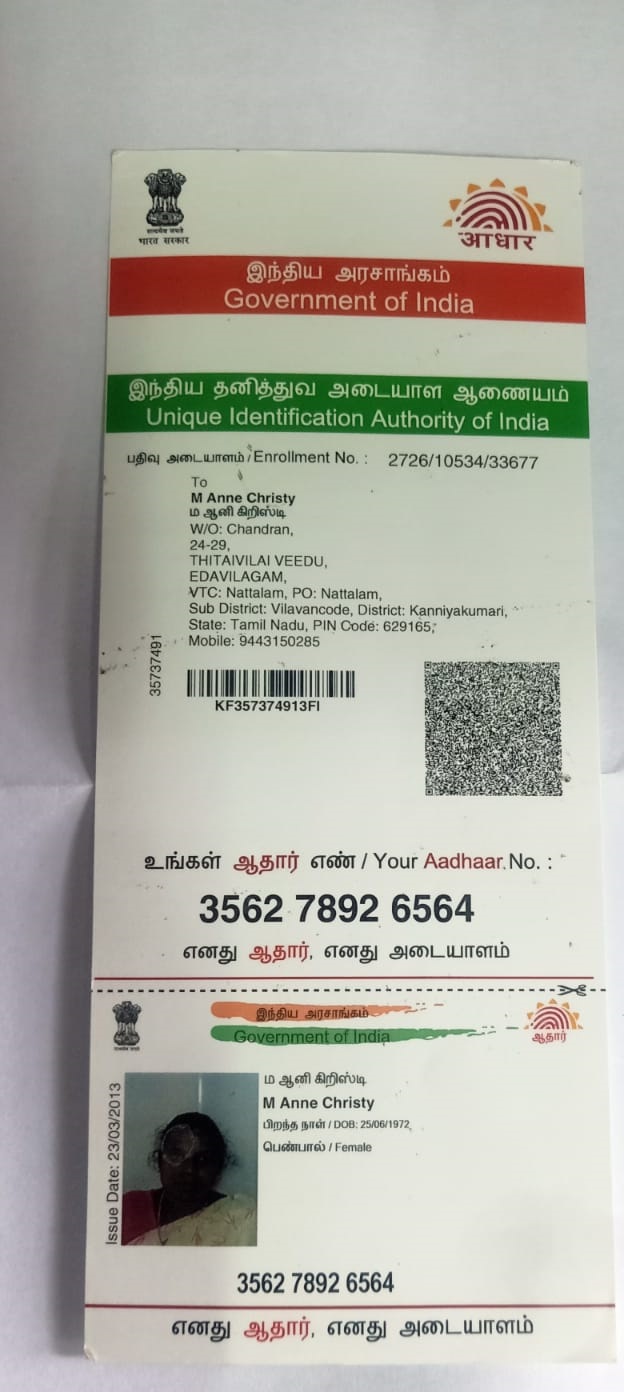 भारत सरकार
आधार
இந்திய அரசாங்கம்
Government of India
இந்திய தனித்துவ அடையாள ஆணையம்
Unique Identification Authority of India
பதிவு அடையாளம் / Enrollment No. : 2726/10534/33677
To
M Anne Christy
ம ஆனி கிறிஸ்டி
W/O: Chandran,
24-29,
THITAIVILAI VEEDU,
EDAVILAGAM,
VTC: Nattalam, PO: Nattalam,
Sub District: Vilavancode, District: Kanniyakumari,
State: Tamil Nadu, PIN Code: 629165,
Mobile: 9443150285
35737491
KF357374913FI
உங்கள் ஆதார் எண் / Your Aadhaar No. :
3562 7892 6564
எனது ஆதார், எனது அடையாளம்
இந்திய அரசாங்கம்
Government of India
ஆதார்
ம ஆனி கிறிஸ்டி
M Anne Christy
பிறந்த நாள் / DOB: 25/06/1972
பெண்பால் / Female
Issue Date: 23/03/2013
3562 7892 6564
எனது ஆதார், எனது அடையாளம்